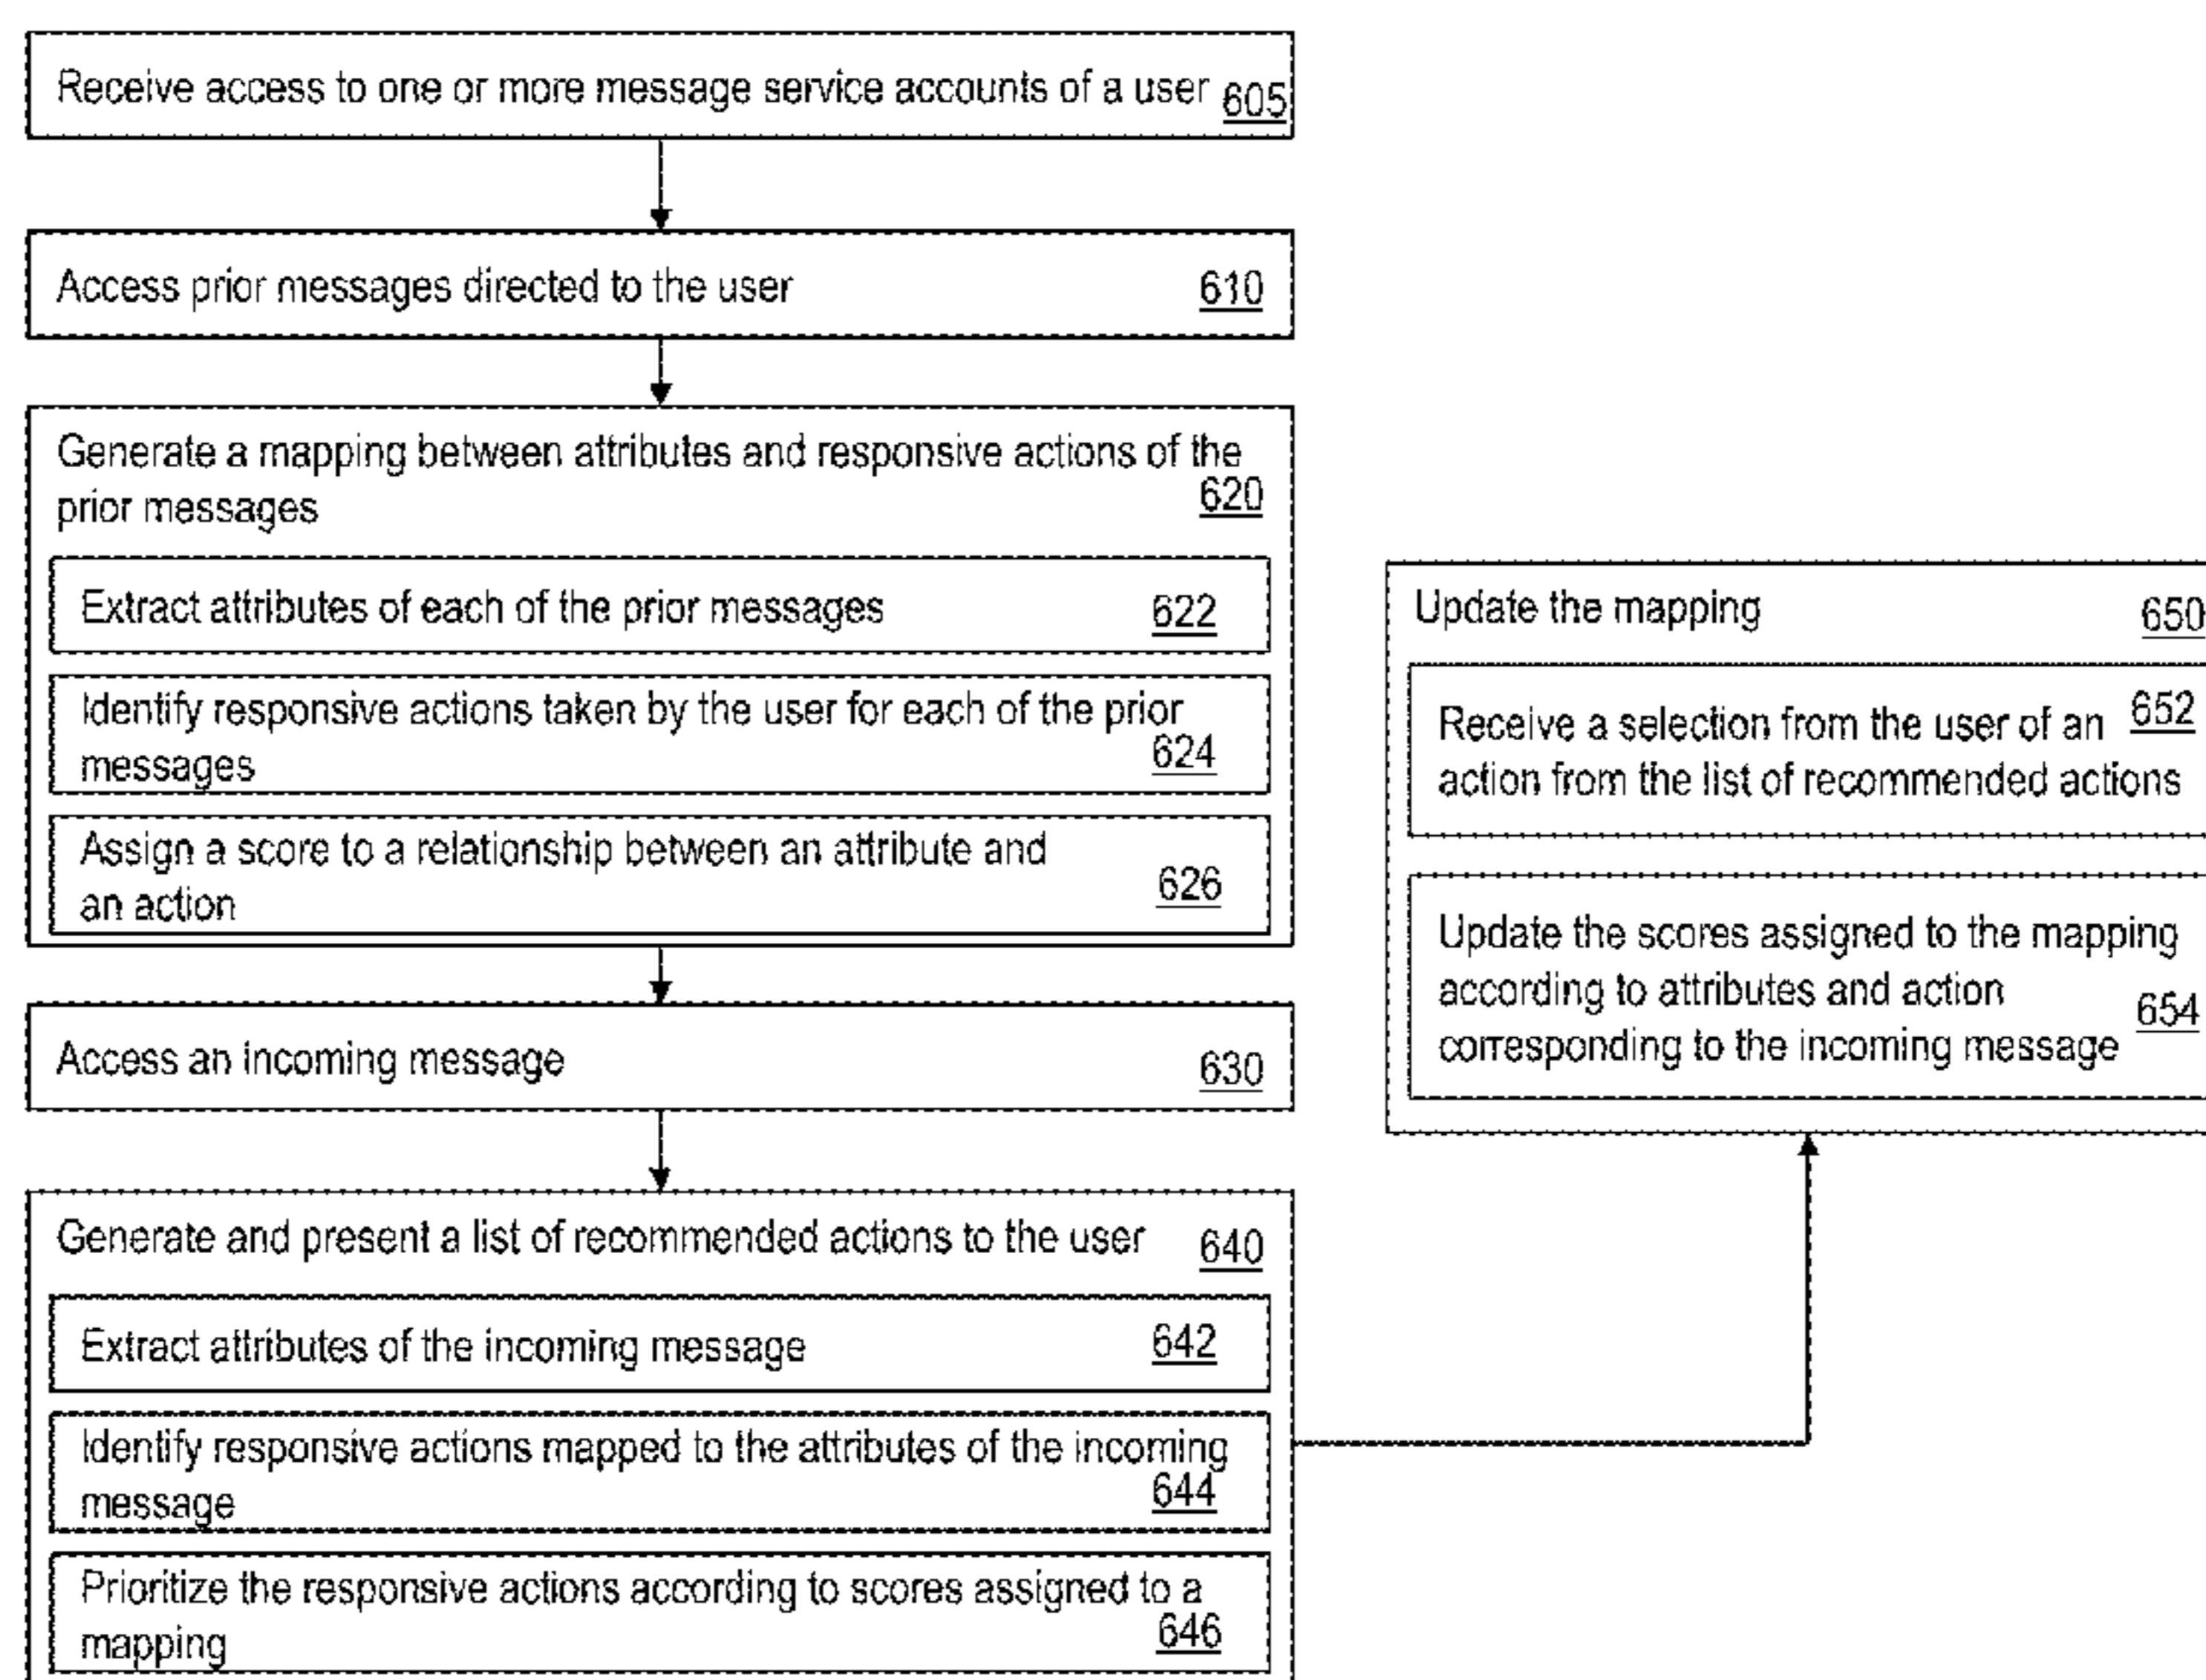 Receive access to one or more message service accounts of a user 605
Access prior messages directed to the user 610
Generate a mapping between attributes and responsive actions of the
prior messages 620
Extract attributes of each of the prior messages 622
Identify responsive actions taken by the user for each of the prior
messages 624
Assign a score to a relationship between an attribute and
an action 626
Access an incoming message 630
Generate and present a list of recommended actions to the user 640
Extract attributes of the incoming message 642
Identify responsive actions mapped to the attributes of the incoming
message 644
Prioritize the responsive actions according to scores assigned to a
mapping 646
Update the mapping 650
Receive a selection from the user of an 652
action from the list of recommended actions
Update the scores assigned to the mapping
according to attributes and action 654
corresponding to the incoming message